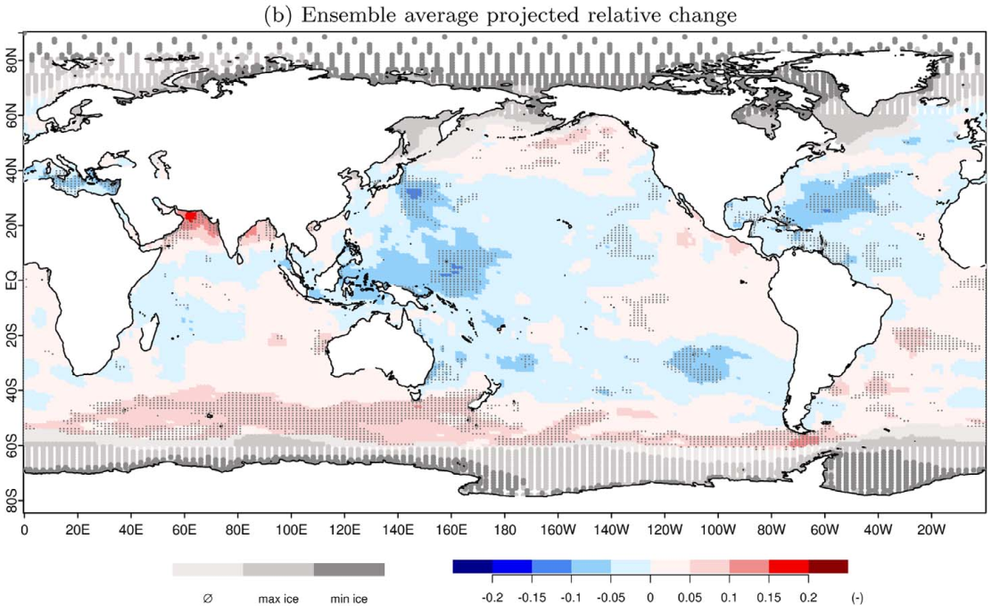 (b) Ensemble average projected relative change
80N
60N
40N
20N
EQ
20S
40S
60S
80S
0 20E 40E 60E 80E 100E 120E 140E 160E 180 160W 140W 120W 100W 80W 60W 40W 20W
∅ max ice min ice
-0.2 -0.15 -0.1 -0.05 0 0.05 0.1 0.15 0.2 (-)